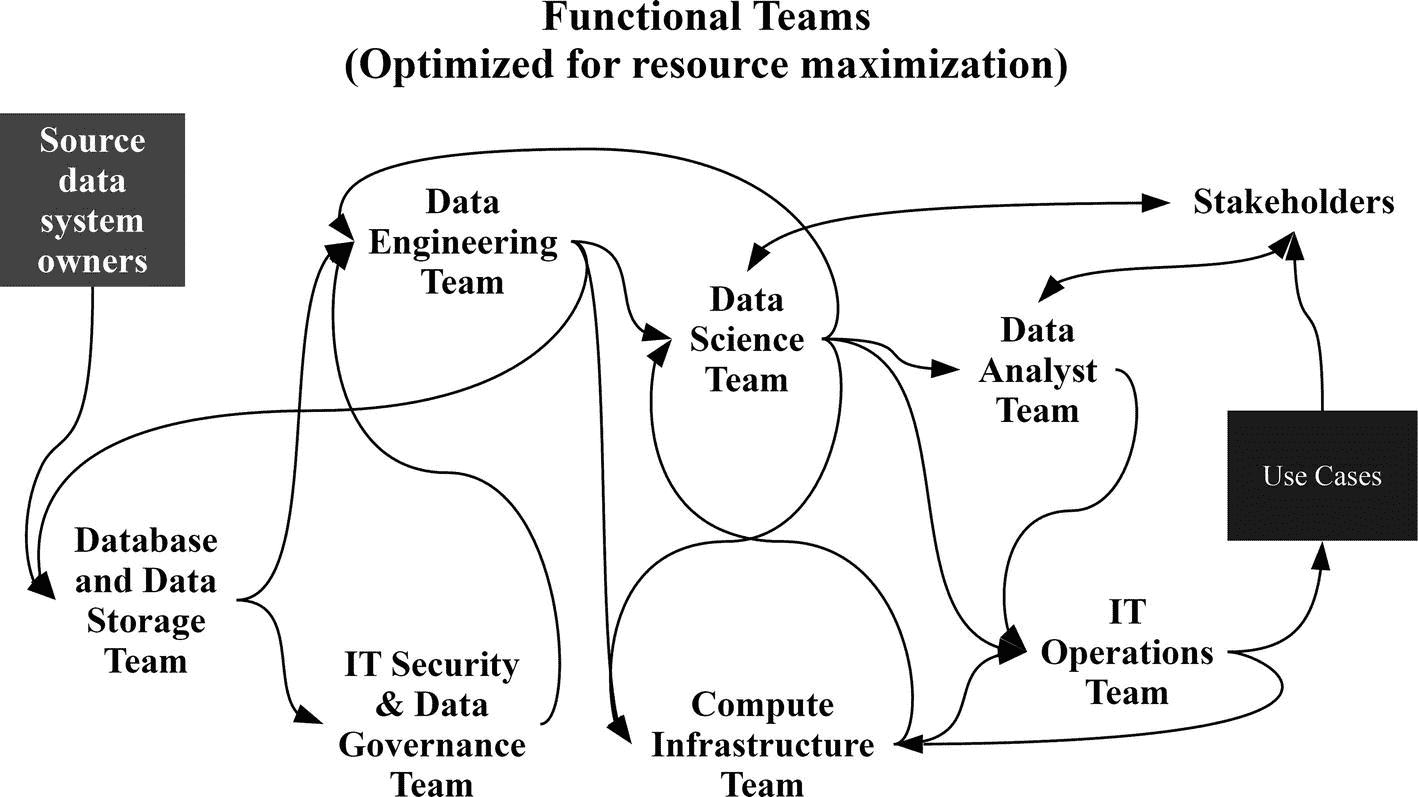 Functional Teams
(Optimized for resource maximization)
Source
data
system
owners
Data
Engineering
Team
Stakeholders
Data
Science
Team
Data
Analyst
Team
Use Cases
Database
and Data
Storage
Team
IT Security
& Data
Governance
Team
Compute
Infrastructure
Team
IT
Operations
Team